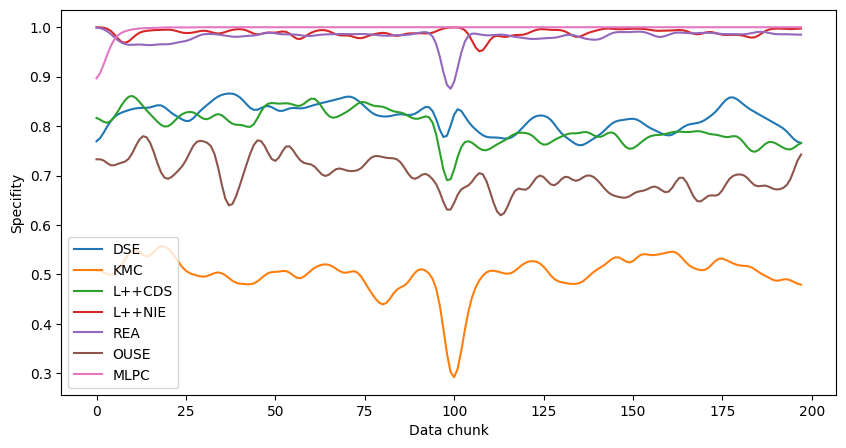 1.0
0.9
0.8
0.7
0.6
0.5
0.4
0.3
Specifity
DSE
KMC
L++CDS
L++NIE
REA
OUSE
MLPC
0 25 50 75 100 125 150 175 200
Data chunk